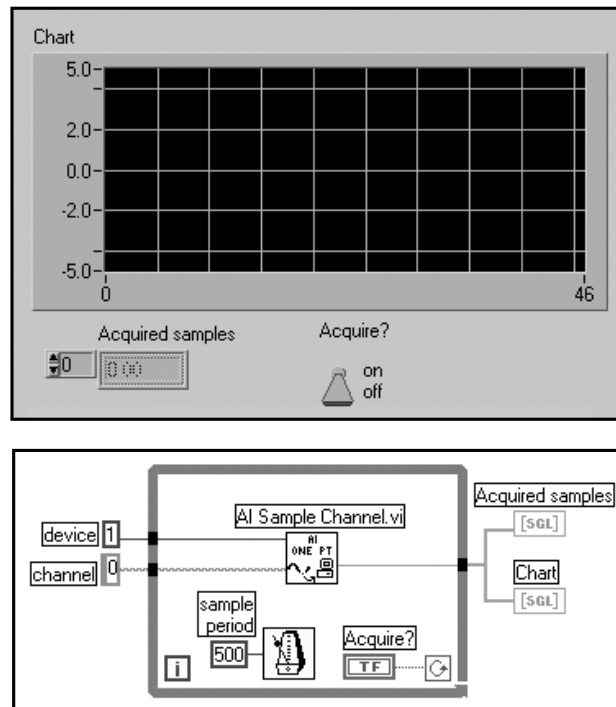 Chart
5.0
2.0
0.0
-2.0
-5.0
0 46
Acquired samples
Acquire?
0
on
off
Acquired samples
AI Sample Channel.vi
[SGL]
device 1
AI
ONE PT
channel 0
Chart
[SGL]
sample
period
500
Acquire?
TF
i